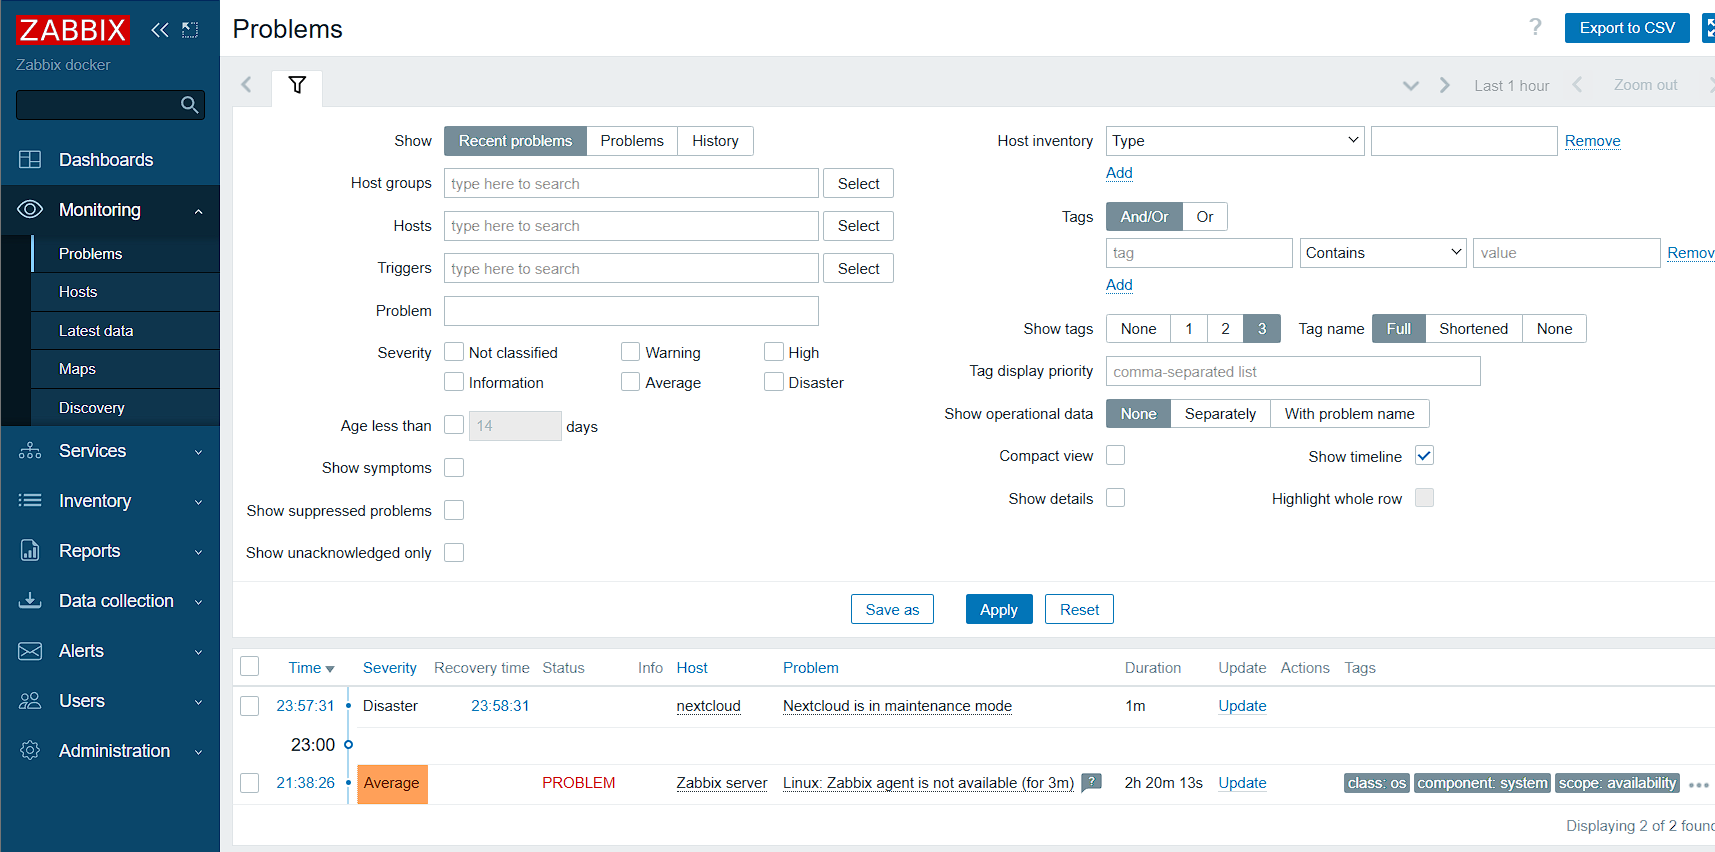 ZABBIX
Zabbix docker
Dashboards
Monitoring
Problems
Hosts
Latest data
Maps
Discovery
Services
Inventory
Reports
Data collection
Alerts
Users
Administration
Problems
? Export to CSV
Last 1 hour Zoom out
Show Recent problems Problems History
Host groups type here to search Select
Hosts type here to search Select
Triggers type here to search Select
Problem
Severity Not classified Warning High
Information Average Disaster
Age less than 14 days
Show symptoms
Show suppressed problems
Show unacknowledged only
Host inventory Type Remove
Add
Tags And/Or Or
tag Contains value Remov
Add
Show tags None 1 2 3 Tag name Full Shortened None
Tag display priority comma-separated list
Show operational data None Separately With problem name
Compact view Show timeline
Show details Highlight whole row
Save as Apply Reset
Time Severity Recovery time Status Info Host Problem Duration Update Actions Tags
23:57:31 Disaster 23:58:31 nextcloud Nextcloud is in maintenance mode 1m Update
23:00
21:38:26 Average PROBLEM Zabbix server Linux: Zabbix agent is not available (for 3m) ? 2h 20m 13s Update class: os component: system scope: availability •••
Displaying 2 of 2 foun